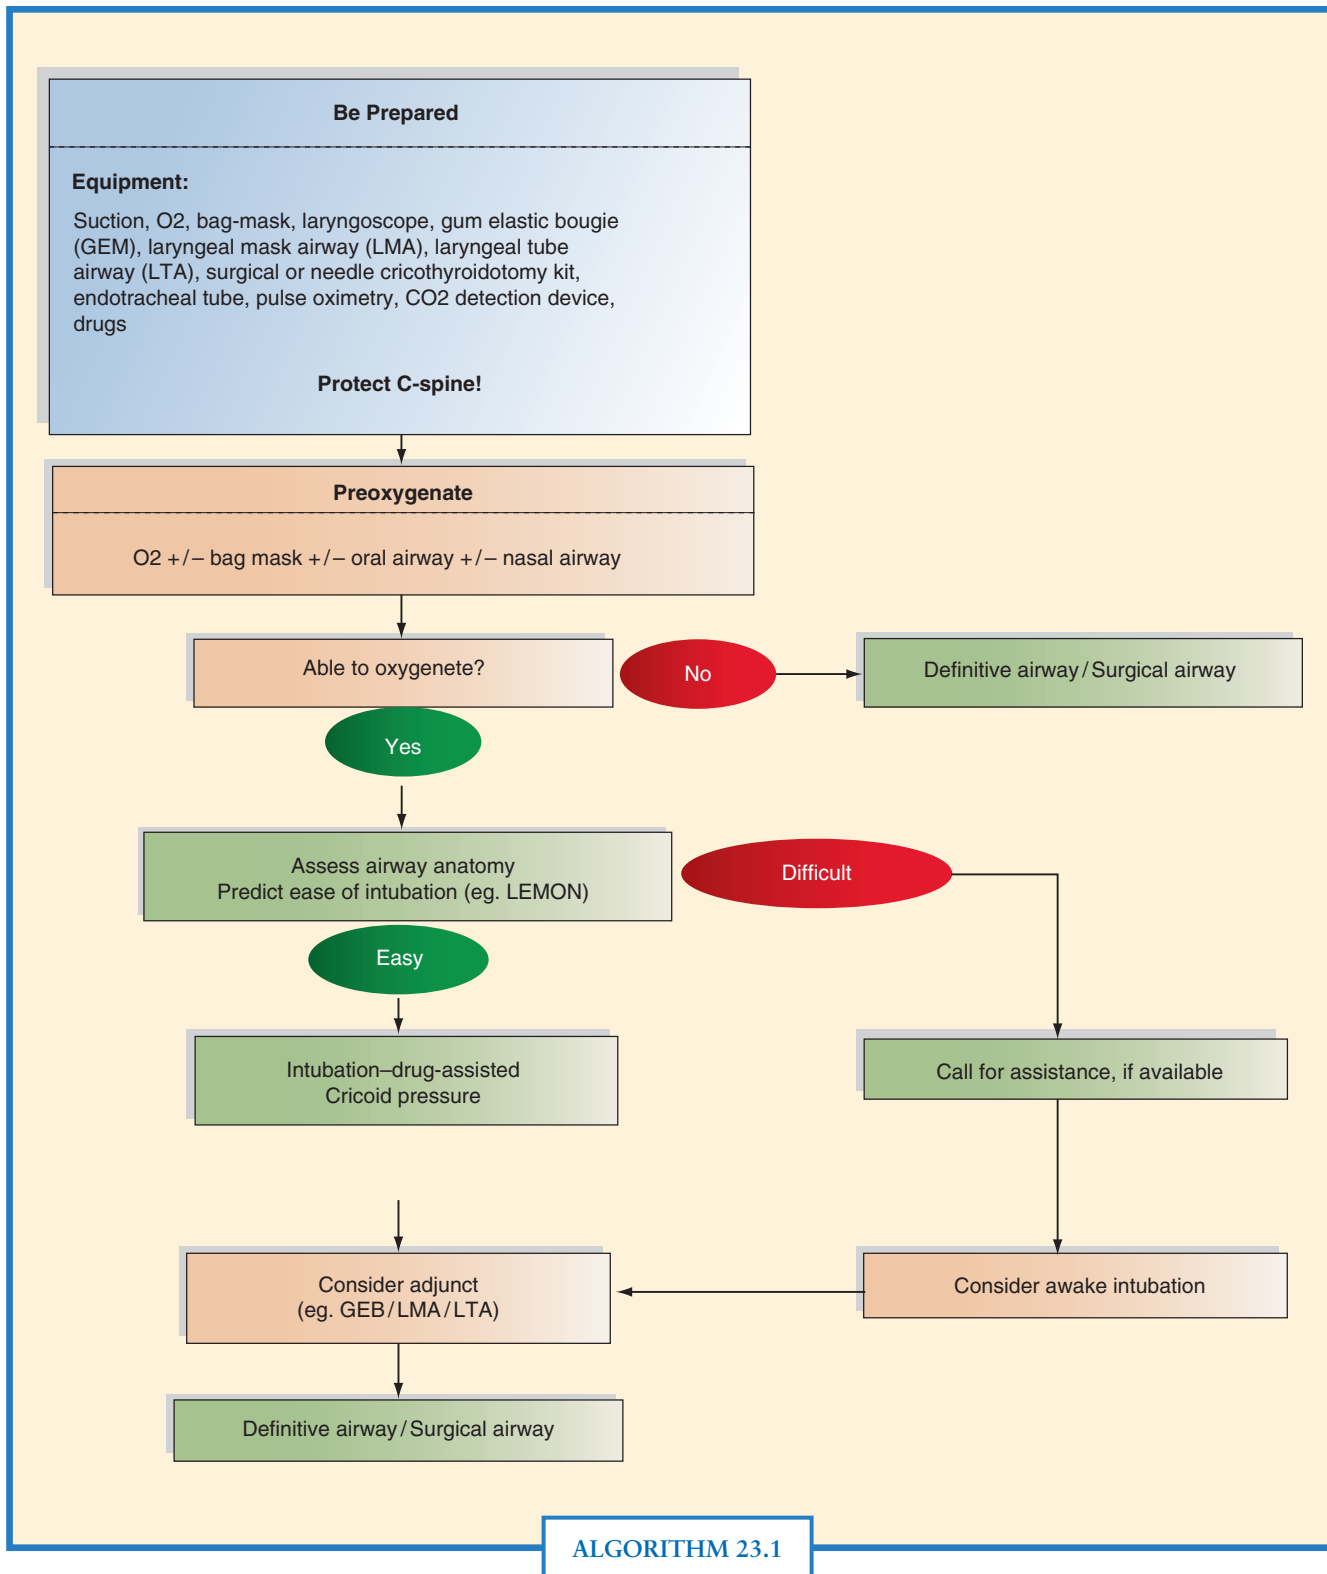 Be Prepared
Equipment:
Suction, O2, bag-mask, laryngoscope, gum elastic bougie
(GEM), laryngeal mask airway (LMA), laryngeal tube
airway (LTA), surgical or needle cricothyroidotomy kit,
endotracheal tube, pulse oximetry, CO2 detection device,
drugs
Protect C-spine!
Preoxygenate
O2 +/– bag mask +/– oral airway +/– nasal airway
Able to oxygenete?
No
Definitive airway/Surgical airway
Yes
Assess airway anatomy
Predict ease of intubation (eg. LEMON)
Difficult
Easy
Intubation–drug-assisted
Cricoid pressure
Call for assistance, if available
Consider adjunct
(eg. GEB/LMA/LTA)
Consider awake intubation
Definitive airway/Surgical airway
ALGORITHM 23.1